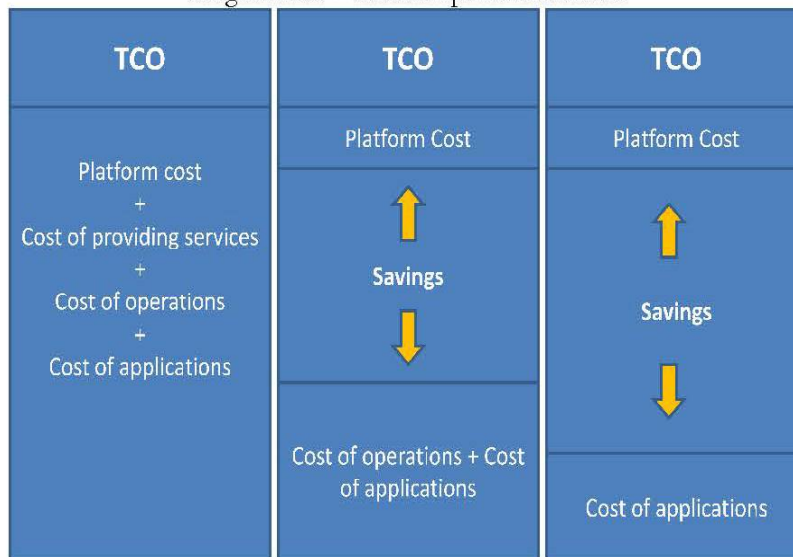 TCO
Platform cost
+
Cost of providing services
+
Cost of operations
+
Cost of applications
TCO
Platform Cost
Savings
Cost of operations + Cost
of applications
TCO
Platform Cost
Savings
Cost of applications